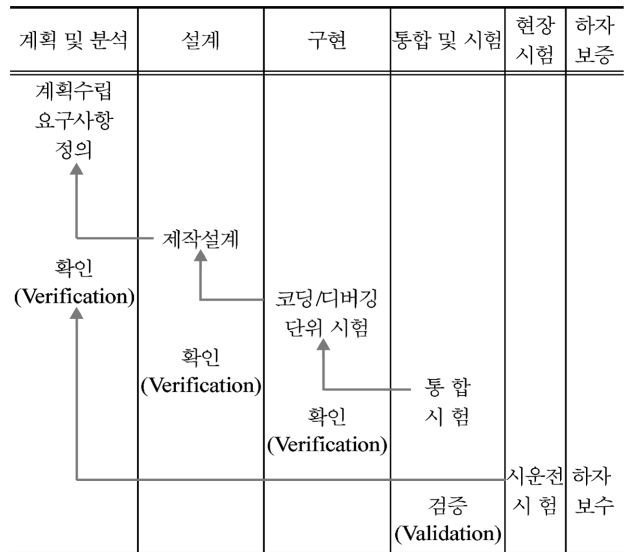 계획 및 분석
설계
구현
통합 및 시험
현장
시험
하자
보증
계획수립
요구사항
정의
제작설계
확인
(Verification)
코딩/디버깅
단위 시험
확인
(Verification)
통 합
시 험
확인
(Verification)
시운전
시 험
하자
보수
검증
(Validation)